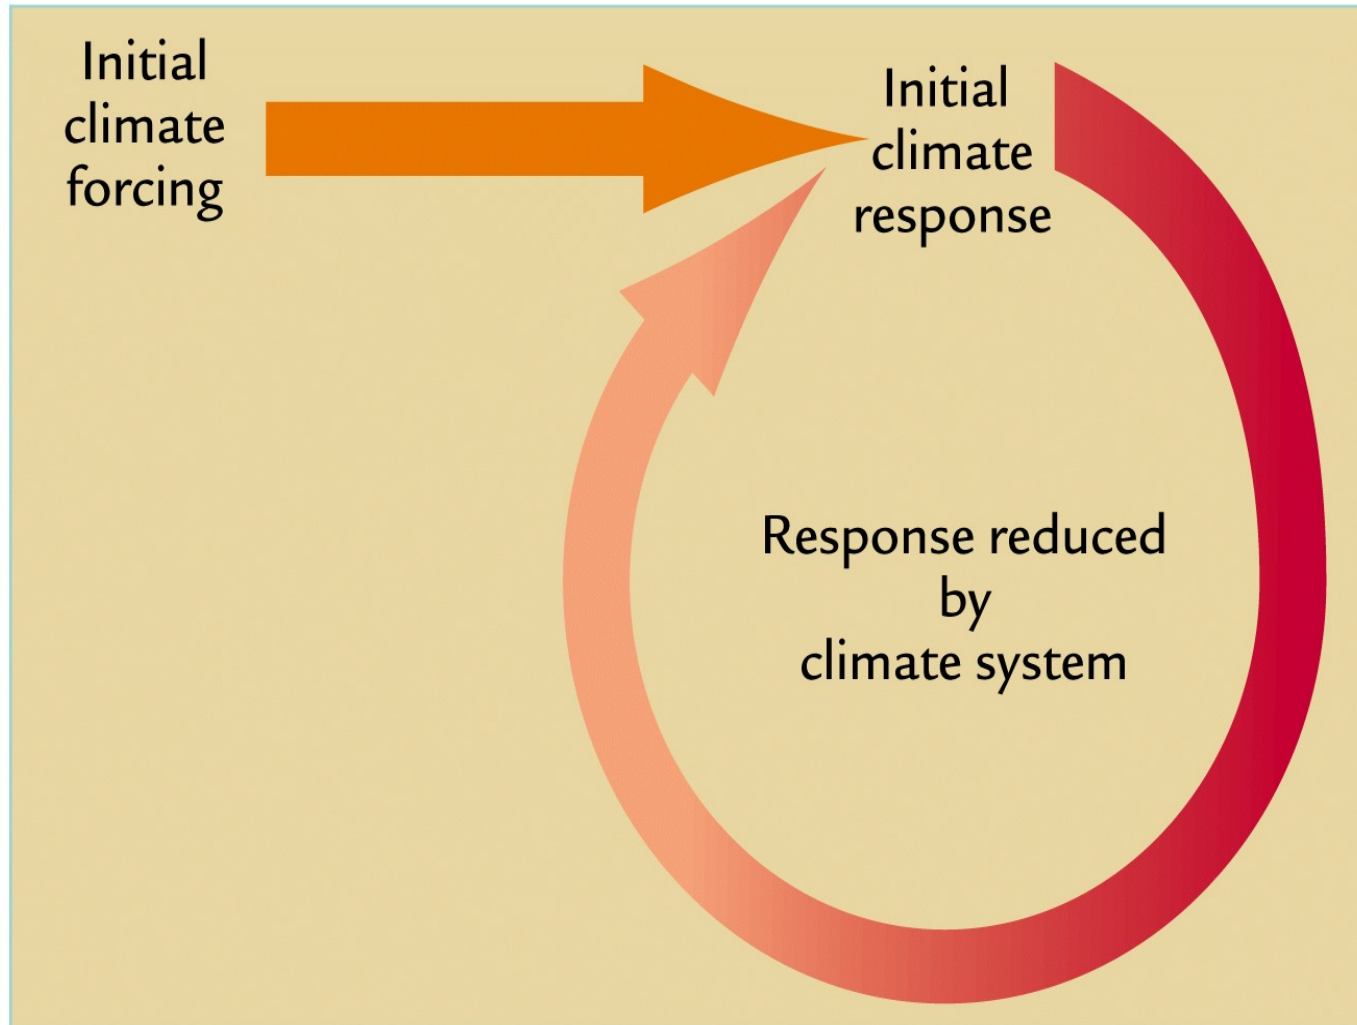 Initial
climate
forcing
Initial
climate
response
Response reduced
by
climate system